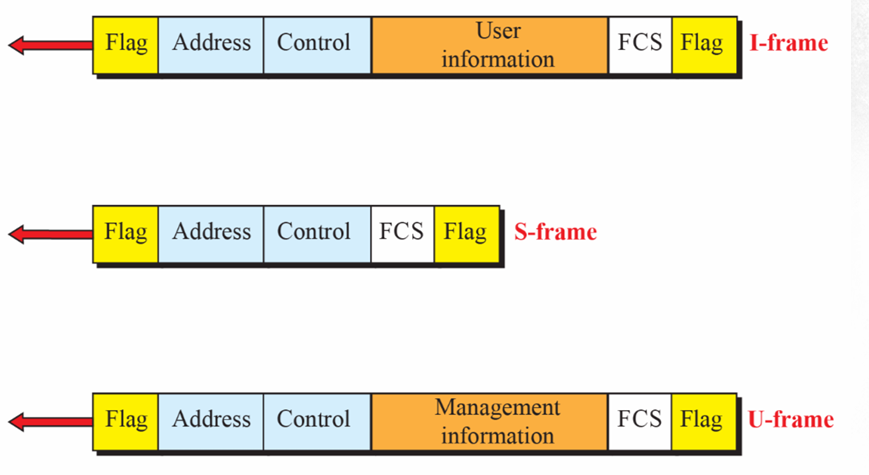 Flag Address Control User information FCS Flag I-frame
Flag Address Control FCS Flag S-frame
Flag Address Control Management information FCS Flag U-frame